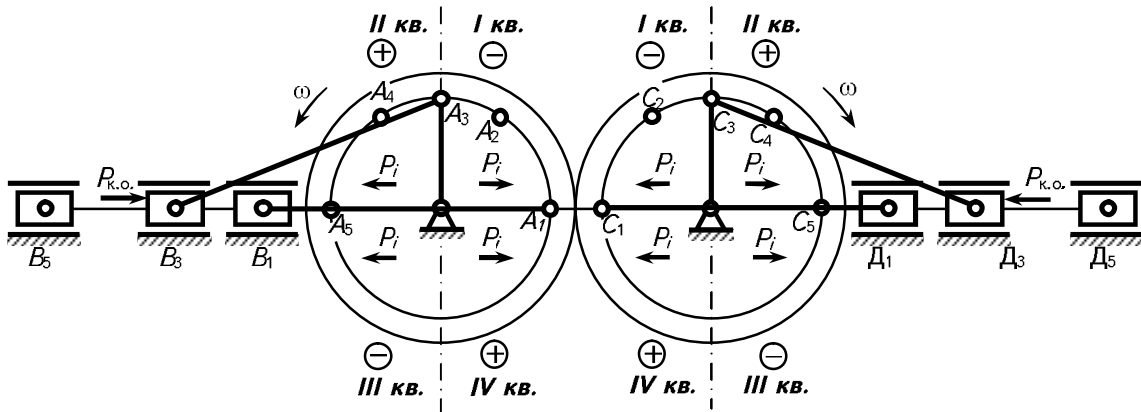 II кв. I кв. I кв. II кв.
+ − − +
ω A4 A3 A2 C2 C3 C4 ω
Pк.о. Pi Pi Pi Pi Pк.о.
A5 A1 C1 C5
B5 B3 B1 Pi Pi Pi Pi Д1 Д3 Д5
− + + −
III кв. IV кв. IV кв. III кв.